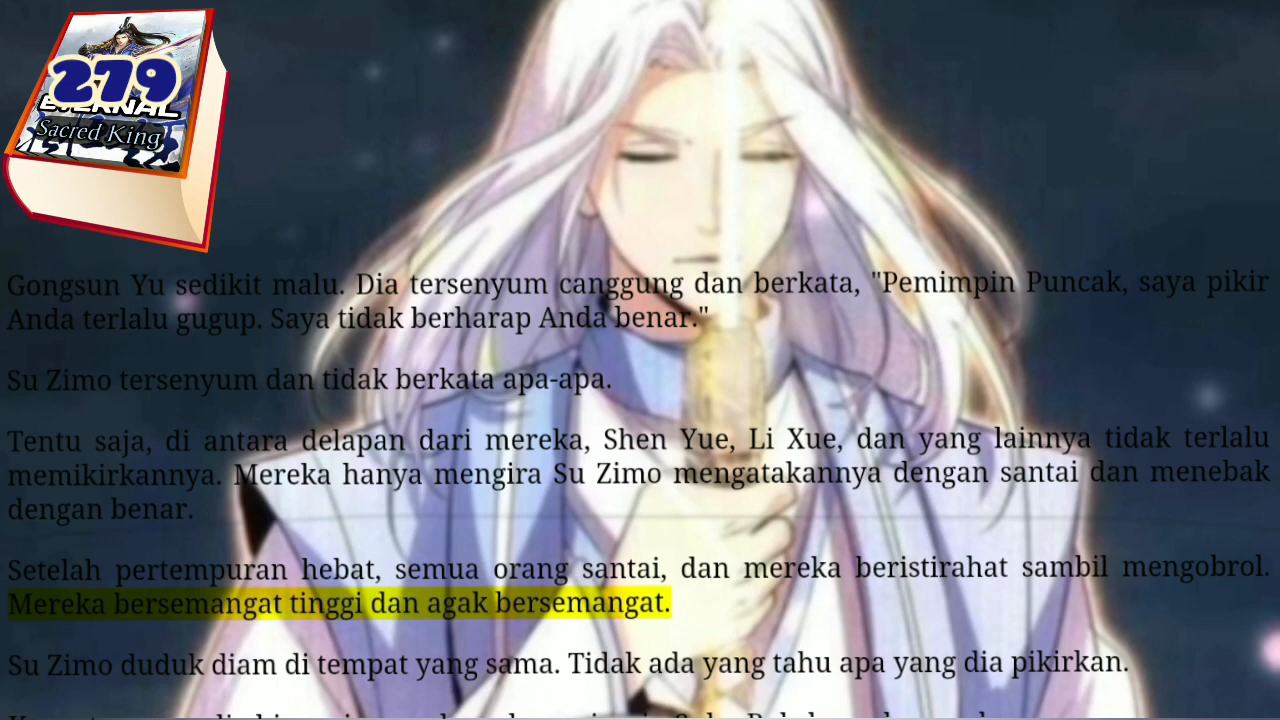 279
ETERNAL
Sacred King
Gongsun Yu sedikit malu. Dia tersenyum canggung dan berkata, "Pemimpin Puncak, saya pikir
Anda terlalu gugup. Saya tidak berharap Anda benar."
Su Zimo tersenyum dan tidak berkata apa-apa.
Tentu saja, di antara delapan dari mereka, Shen Yue, Li Xue, dan yang lainnya tidak terlalu
memikirkannya. Mereka hanya mengira Su Zimo mengatakannya dengan santai dan menebak
dengan benar.
Setelah pertempuran hebat, semua orang santai, dan mereka beristirahat sambil mengobrol.
Mereka bersemangat tinggi dan agak bersemangat.
Su Zimo duduk diam di tempat yang sama. Tidak ada yang tahu apa yang dia pikirkan.